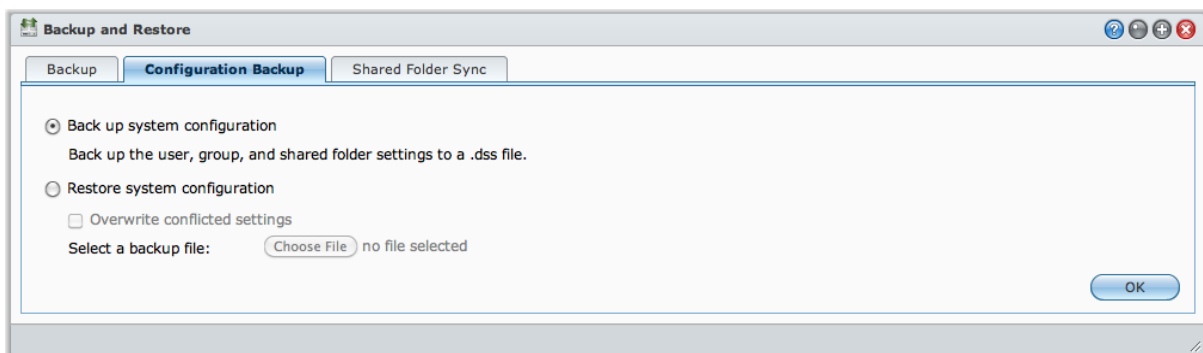 Backup and Restore
Backup Configuration Backup Shared Folder Sync
Back up system configuration
Back up the user, group, and shared folder settings to a .dss file.
Restore system configuration
Overwrite conflicted settings
Select a backup file: Choose File no file selected
OK